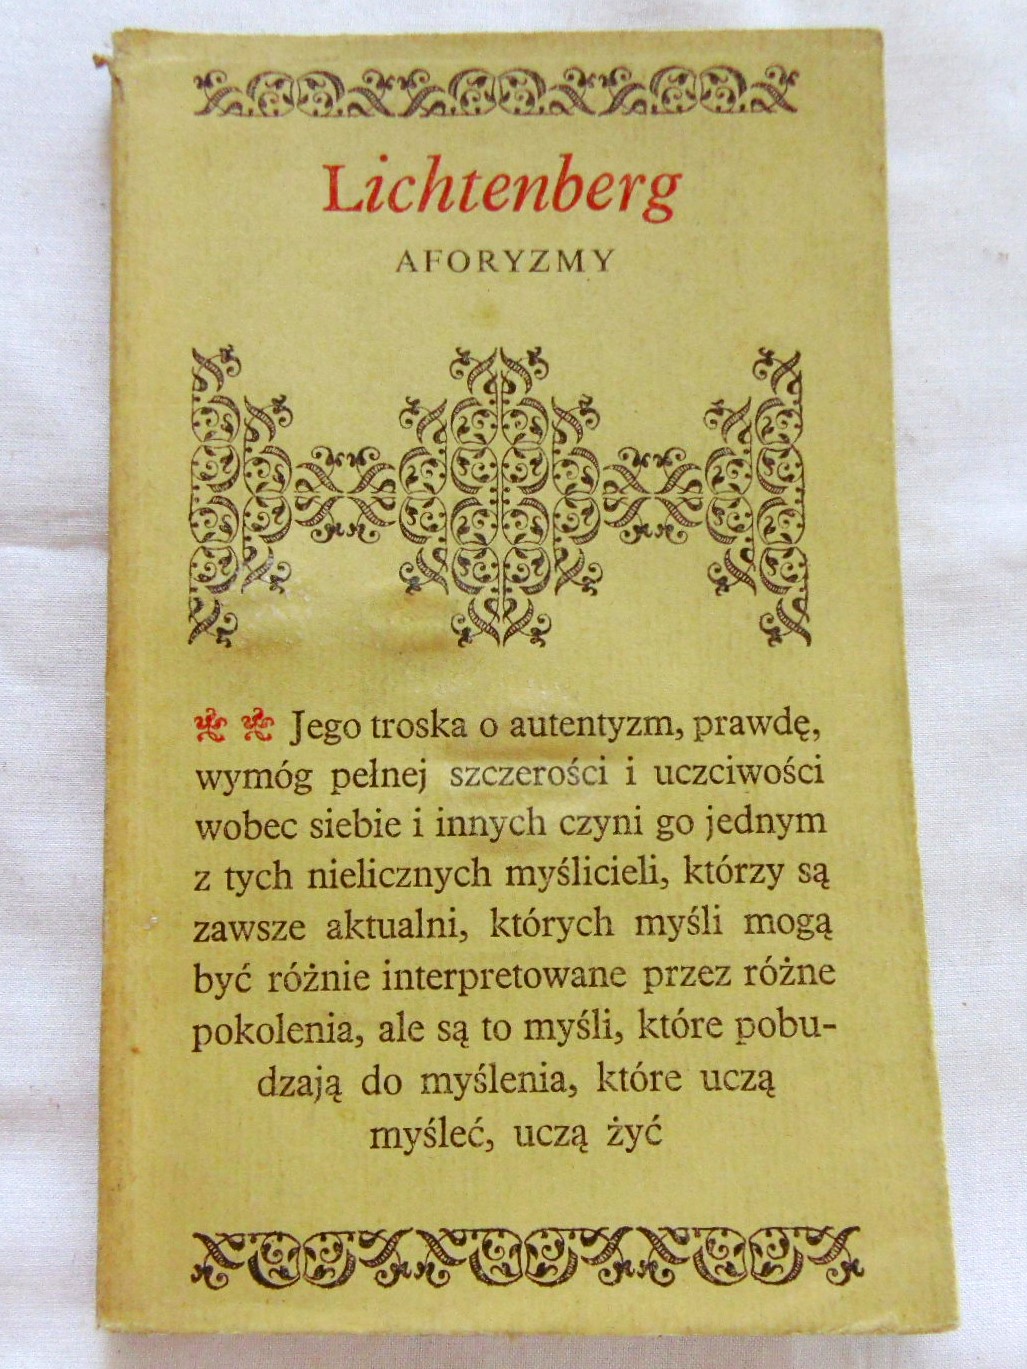 Lichtenberg
AFORYZMY
Jego troska o autentyzm, prawdę,
wymóg pełnej szczerości i uczciwości
wobec siebie i innych czyni go jednym
z tych nielicznych myślicieli, którzy są
zawsze aktualni, których myśli mogą
być różnie interpretowane przez różne
pokolenia, ale są to myśli, które pobu-
dzają do myślenia, które uczą
myśleć, uczą żyć